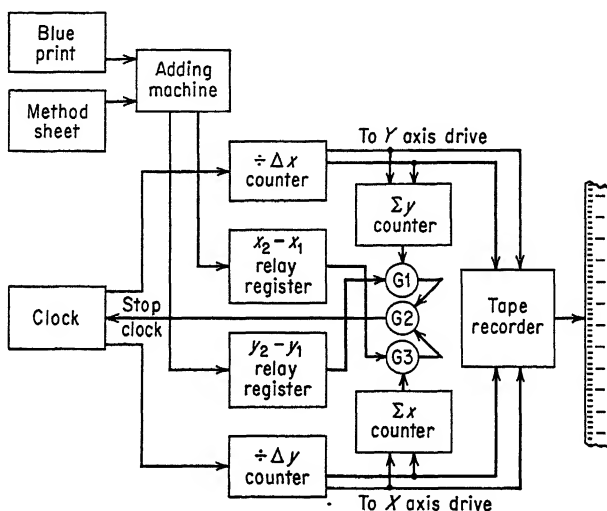 Blue
print
Method
sheet
Adding
machine
To Y axis drive
÷ Δx
counter
Σy
counter
x₂ − x₁
relay
register
G1
Clock
Stop
clock
G2
Tape
recorder
y₂ − y₁
relay
register
G3
Σx
counter
÷ Δy
counter
To X axis drive